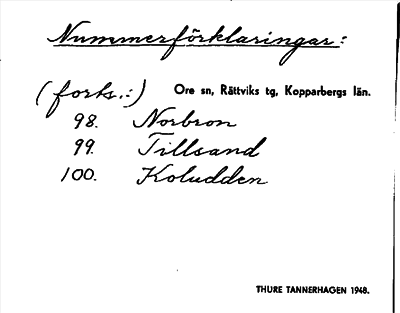 Nummerförklaringar:
(forts.:) Ore sn, Rättviks tg, Kopparbergs län.
98. Norbron
99. Tillsand
100. Koludden
THURE TANNERHAGEN 1948.